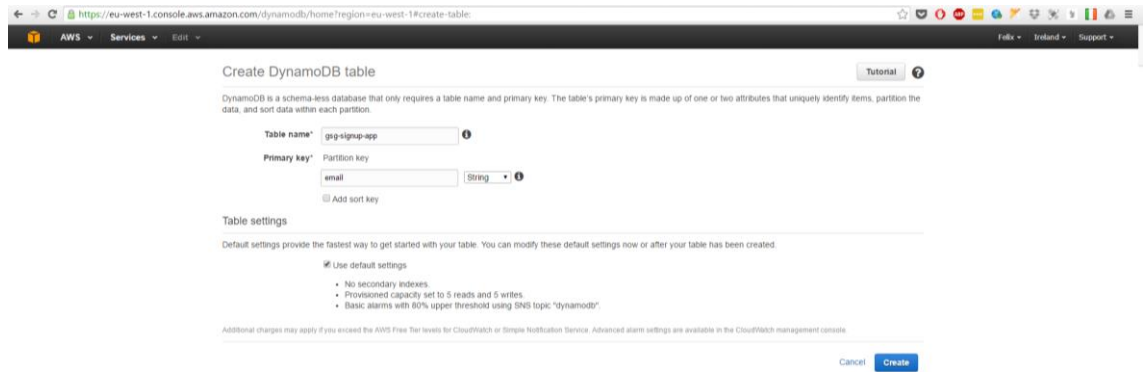 https://eu-west-1.console.aws.amazon.com/dynamodb/home?region=eu-west-1#create-table:
AWS Services Edit Felix Ireland Support
Create DynamoDB table Tutorial
DynamoDB is a schema-less database that only requires a table name and primary key. The table's primary key is made up of one or two attributes that uniquely identify items, partition the
data, and sort data within each partition.
Table name* gsg-signup-app
Primary key* Partition key
email String
Add sort key
Table settings
Default settings provide the fastest way to get started with your table. You can modify these default settings now or after your table has been created.
Use default settings
• No secondary indexes.
• Provisioned capacity set to 5 reads and 5 writes.
• Basic alarms with 80% upper threshold using SNS topic "dynamodb".
Additional charges may apply if you exceed the AWS Free Tier levels for CloudWatch or Simple Notification Service. Advanced alarm settings are available in the CloudWatch management console.
Cancel Create